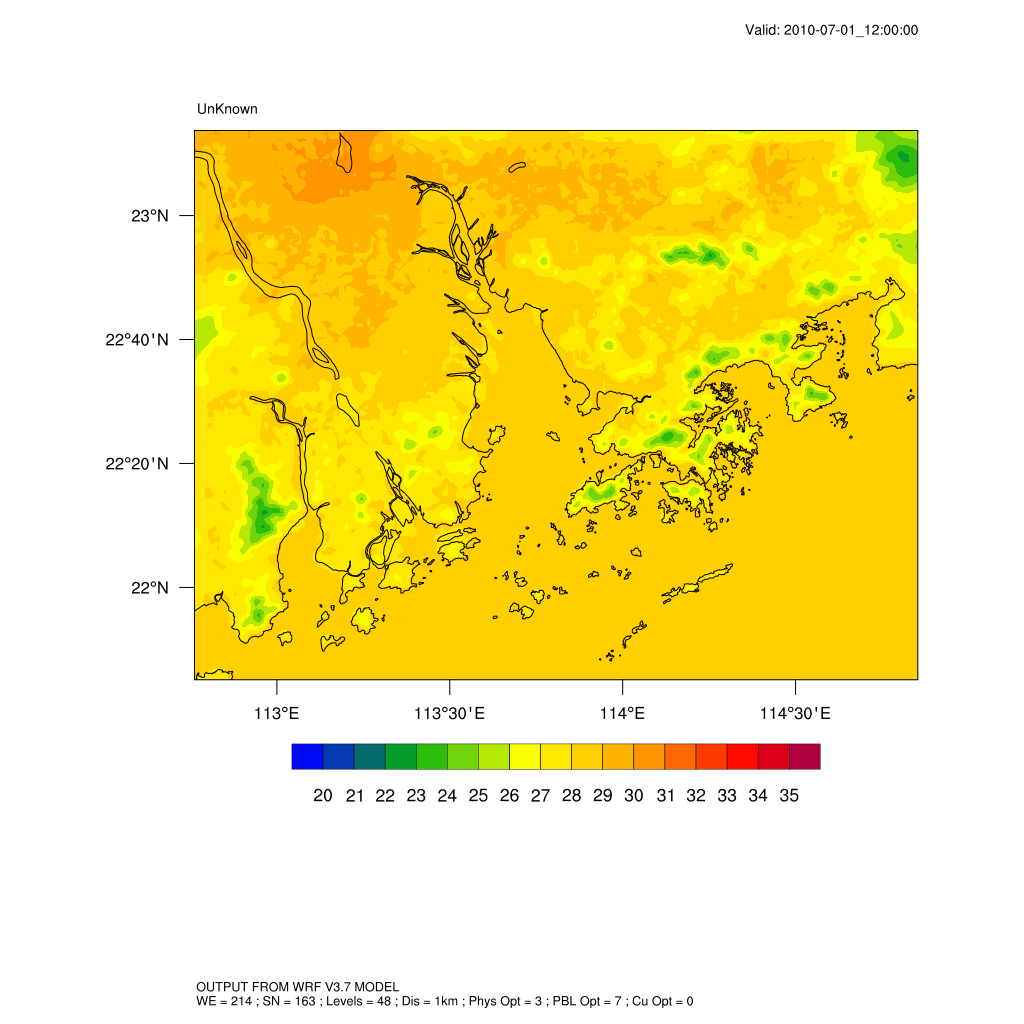 Valid: 2010-07-01_12:00:00
UnKnown
23°N
22°40'N
22°20'N
22°N
113°E 113°30'E 114°E 114°30'E
20 21 22 23 24 25 26 27 28 29 30 31 32 33 34 35
OUTPUT FROM WRF V3.7 MODEL
WE = 214 ; SN = 163 ; Levels = 48 ; Dis = 1km ; Phys Opt = 3 ; PBL Opt = 7 ; Cu Opt = 0